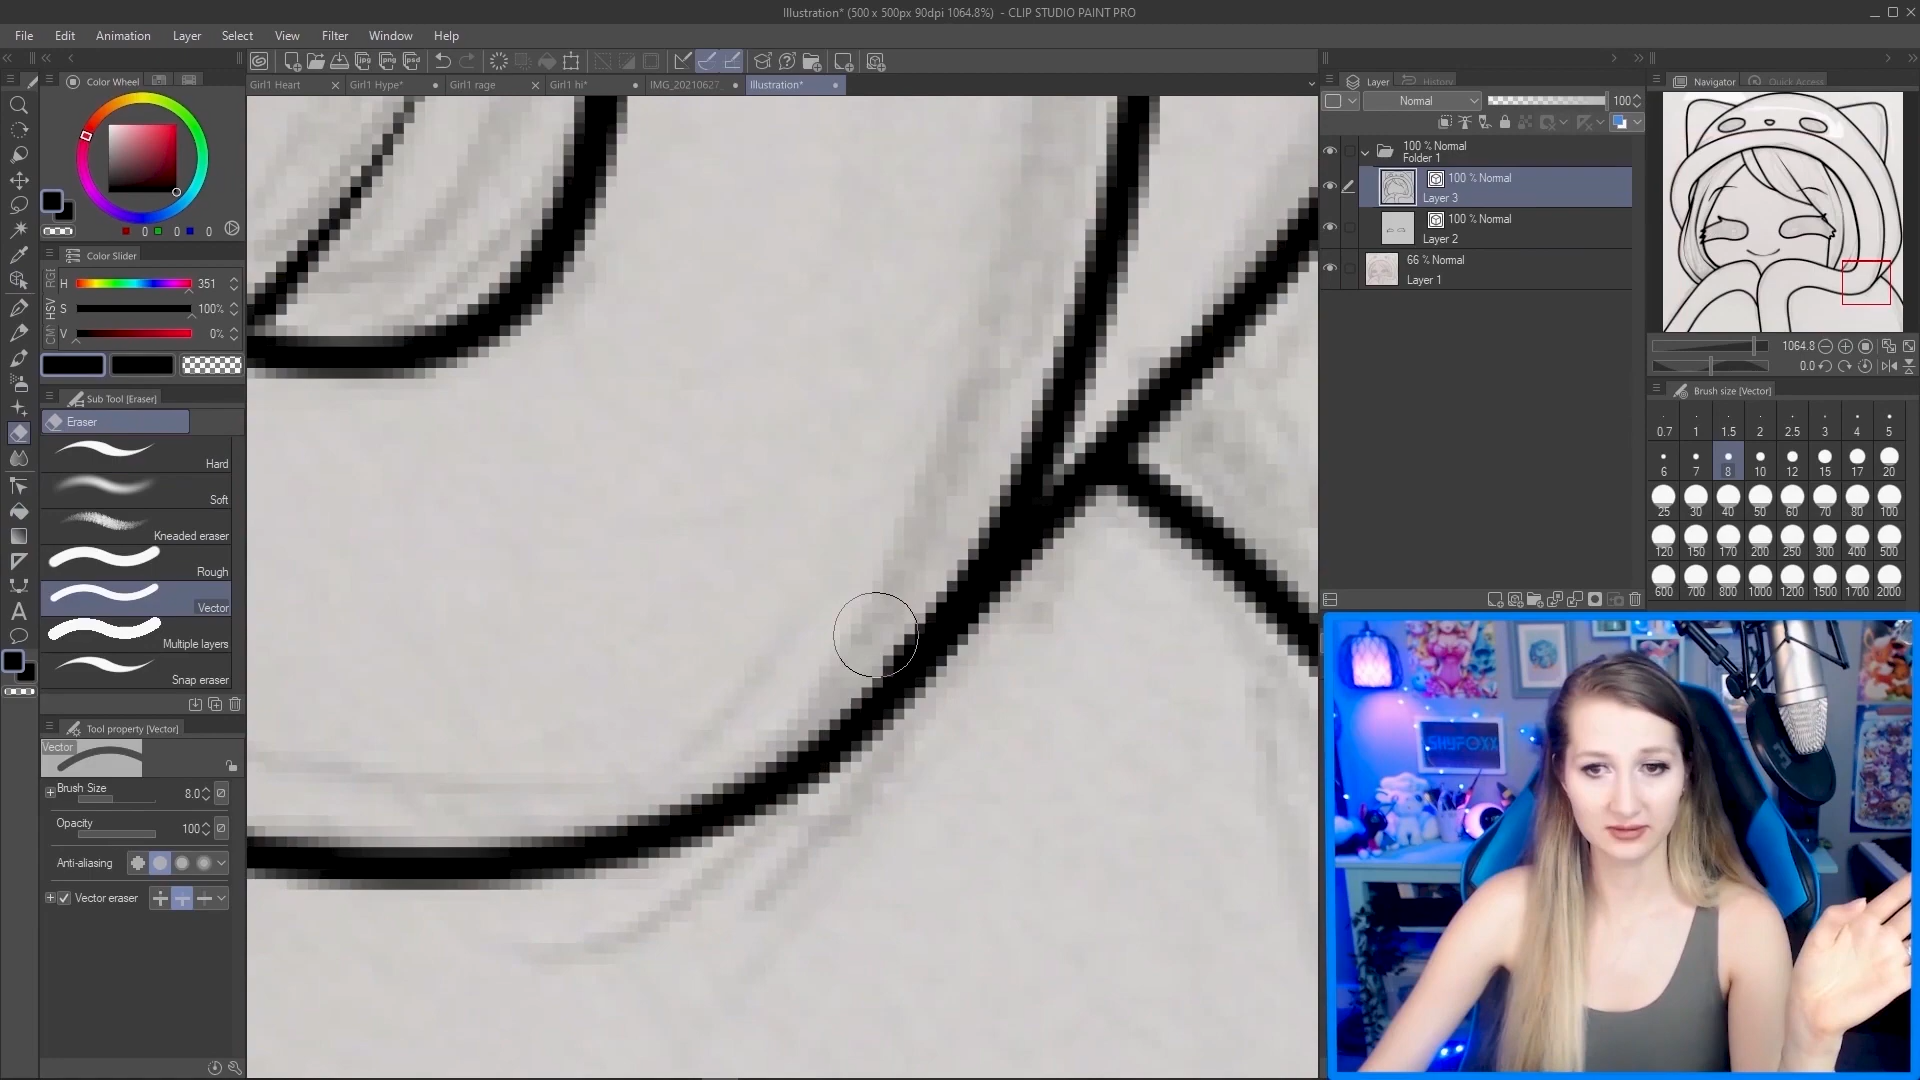 Illustration* (500 x 500px 90dpi 1064.8%) - CLIP STUDIO PAINT PRO
File Edit Animation Layer Select View Filter Window Help
Girl1 Heart Girl1 Hype* Girl1 rage Girl1 hi* IMG_20210627_ Illustration*
Color Wheel
0 0 0
Color Slider
RGB
HSV
CM
H 351
S 100%
V 0%
Sub Tool [Eraser]
Eraser
Hard
Soft
Kneaded eraser
Rough
Vector
Multiple layers
Snap eraser
Tool property [Vector]
Vector
Brush Size 8.0
Opacity 100
Anti-aliasing
Vector eraser
Layer History
Normal 100
100 % Normal
Folder 1
100 % Normal
Layer 3
100 % Normal
Layer 2
66 % Normal
Layer 1
Navigator Quick Access
1064.8
0.0
Brush size [Vector]
0.7 1 1.5 2 2.5 3 4 5
6 7 8 10 12 15 17 20
25 30 40 50 60 70 80 100
120 150 170 200 250 300 400 500
600 700 800 1000 1200 1500 1700 2000
SHYFOXX